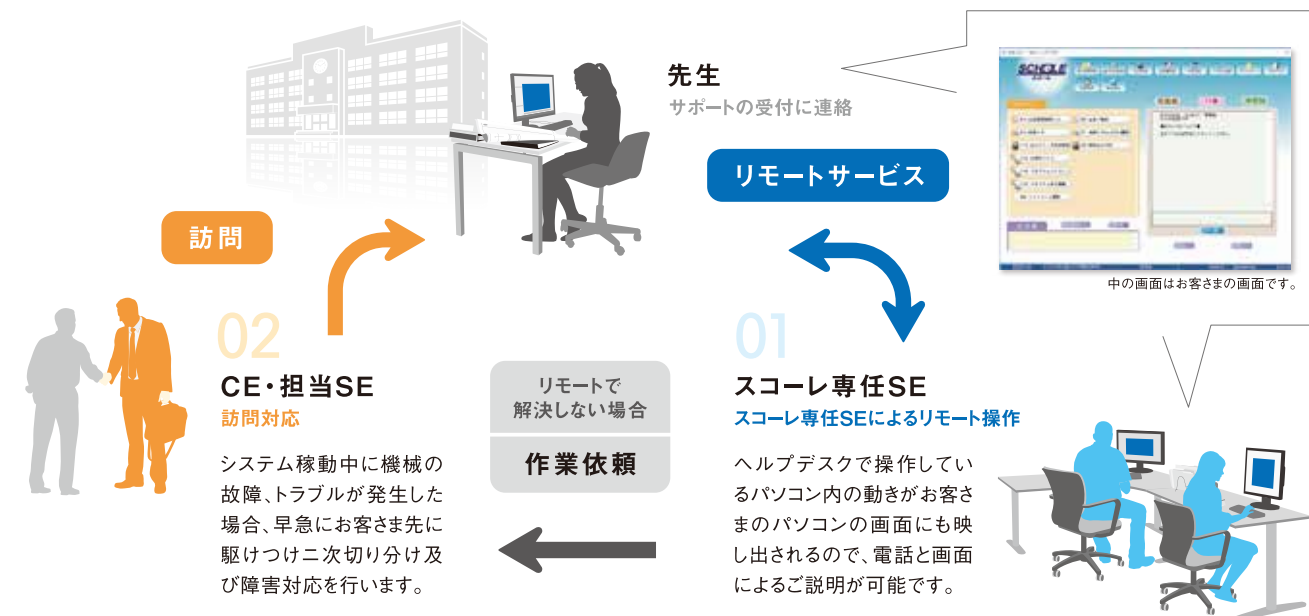 先生
サポートの受付に連絡
SCHOLE
リモートサービス
中の画面はお客さまの画面です。
訪問
02
CE・担当SE
訪問対応
システム稼動中に機械の
故障、トラブルが発生した
場合、早急にお客さま先に
駆けつけ二次切り分け及
び障害対応を行います。
リモートで
解決しない場合
作業依頼
01
スコーレ専任SE
スコーレ専任SEによるリモート操作
ヘルプデスクで操作してい
るパソコン内の動きがお客さ
まのパソコンの画面にも映
し出されるので、電話と画面
によるご説明が可能です。